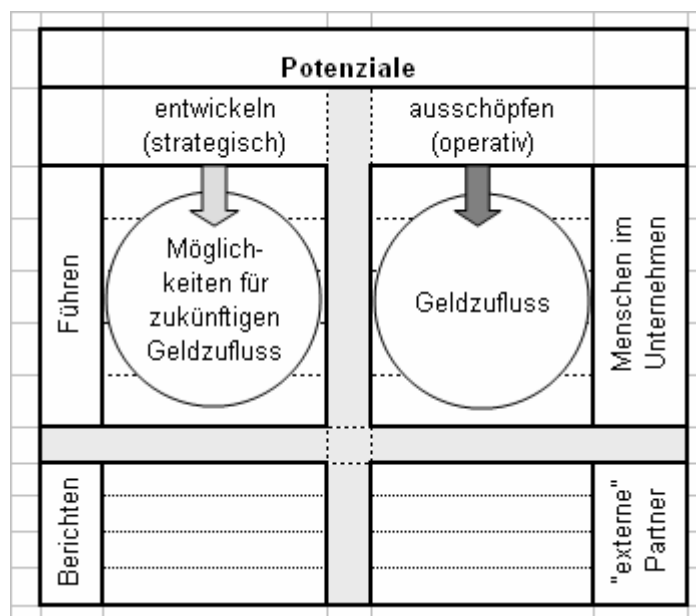 Potenziale
entwickeln
(strategisch)
ausschöpfen
(operativ)
Führen
Möglich-
keiten für
zukünftigen
Geldzufluss
Geldzufluss
Menschen im
Unternehmen
Berichten
"externe"
Partner